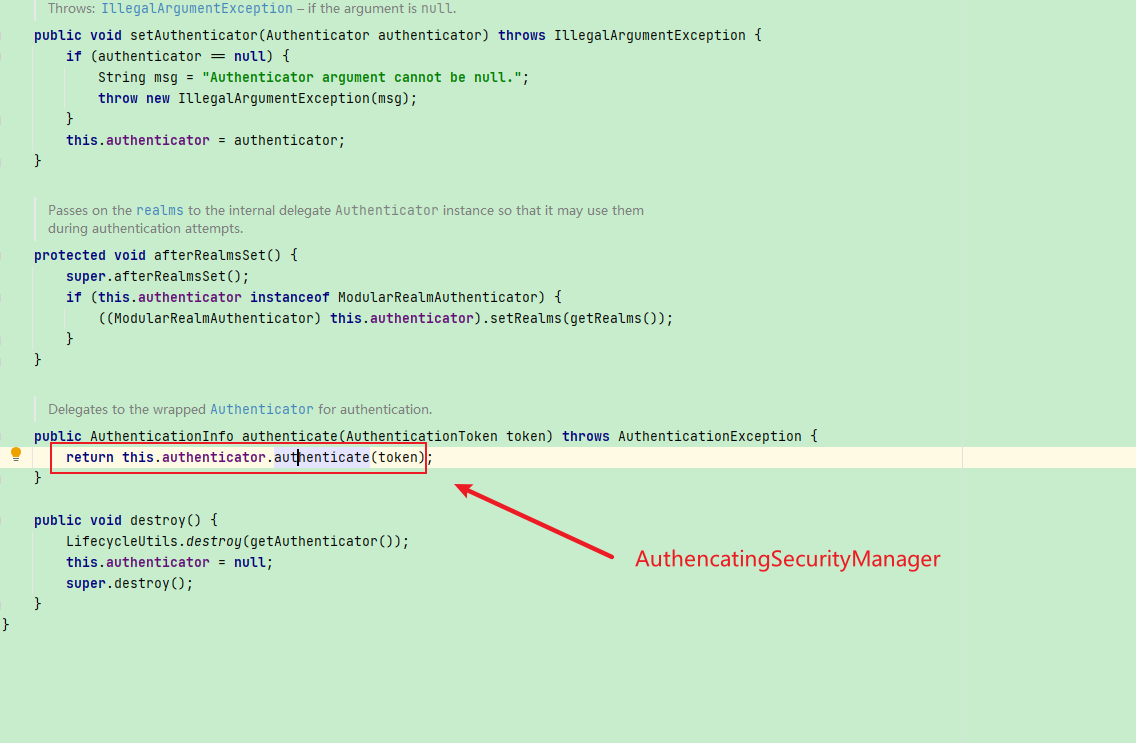 Throws: IllegalArgumentException – if the argument is null.
public void setAuthenticator(Authenticator authenticator) throws IllegalArgumentException {
    if (authenticator == null) {
        String msg = "Authenticator argument cannot be null.";
        throw new IllegalArgumentException(msg);
    }
    this.authenticator = authenticator;
}
Passes on the realms to the internal delegate Authenticator instance so that it may use them
during authentication attempts.
protected void afterRealmsSet() {
    super.afterRealmsSet();
    if (this.authenticator instanceof ModularRealmAuthenticator) {
        ((ModularRealmAuthenticator) this.authenticator).setRealms(getRealms());
    }
}
Delegates to the wrapped Authenticator for authentication.
public AuthenticationInfo authenticate(AuthenticationToken token) throws AuthenticationException {
    return this.authenticator.authenticate(token);
}
public void destroy() {
    LifecycleUtils.destroy(getAuthenticator());
AuthencatingSecurityManager
    this.authenticator = null;
    super.destroy();
}
}